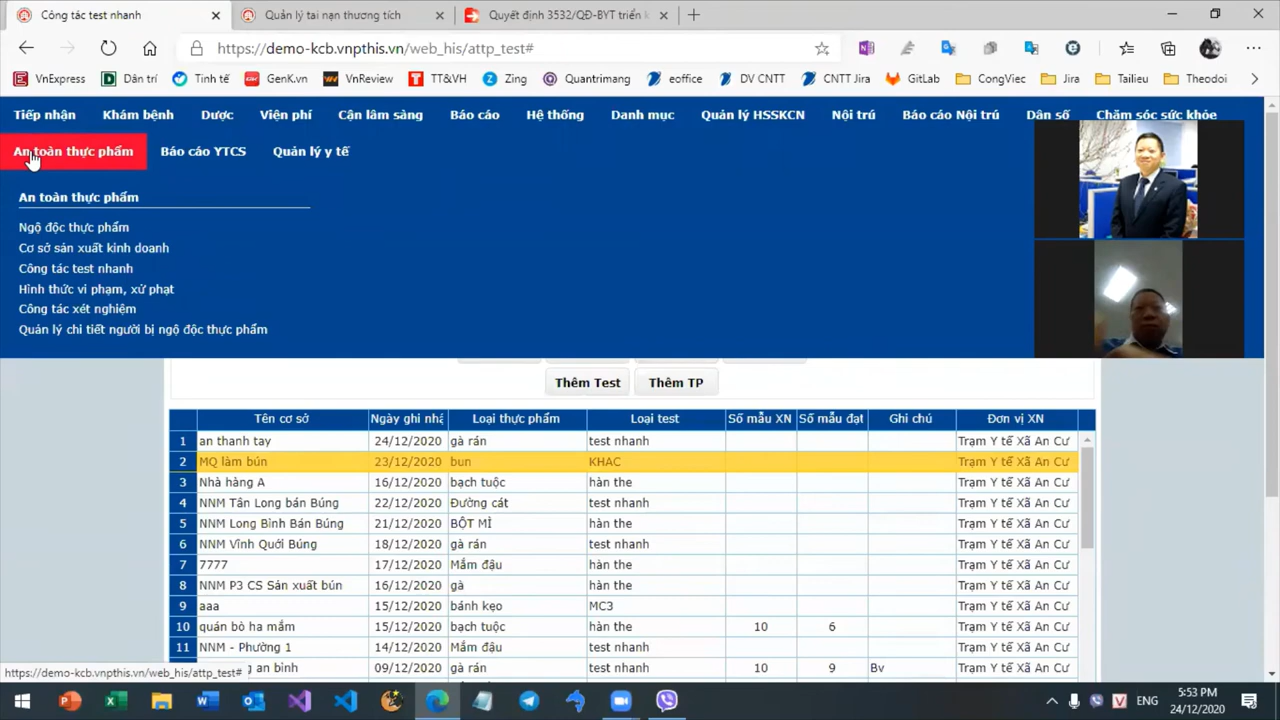 Công tác test nhanh
Quản lý tai nạn thương tích
Quyết định 3532/QĐ-BYT triển k
https://demo-kcb.vnpthis.vn/web_his/attp_test#
VnExpress
Dân trí
Tinh tế
GenK.vn
VnReview
TT&VH
Zing
Quantrimang
eoffice
DV CNTT
CNTT Jira
GitLab
CongViec
Jira
Tailieu
Theodoi
Tiếp nhận
Khám bệnh
Dược
Viện phí
Cận lâm sàng
Báo cáo
Hệ thống
Danh mục
Quản lý HSSKCN
Nội trú
Báo cáo Nội trú
Dân số
Chăm sóc sức khỏe
An toàn thực phẩm
Báo cáo YTCS
Quản lý y tế
An toàn thực phẩm
Ngộ độc thực phẩm
Cơ sở sản xuất kinh doanh
Công tác test nhanh
Hình thức vi phạm, xử phạt
Công tác xét nghiệm
Quản lý chi tiết người bị ngộ độc thực phẩm
Thêm Test
Thêm TP
Tên cơ sở Ngày ghi nhậ Loại thực phẩm Loại test Số mẫu XN Số mẫu đạt Ghi chú Đơn vị XN
1 an thanh tay 24/12/2020 gà rán test nhanh Trạm Y tế Xã An Cư
2 MQ làm bún 23/12/2020 bun KHAC Trạm Y tế Xã An Cư
3 Nhà hàng A 16/12/2020 bạch tuộc hàn the Trạm Y tế Xã An Cư
4 NNM Tân Long bán Búng 22/12/2020 Đường cát test nhanh Trạm Y tế Xã An Cư
5 NNM Long Bình Bán Búng 21/12/2020 BỘT MÌ hàn the Trạm Y tế Xã An Cư
6 NNM Vĩnh Quới Búng 18/12/2020 gà rán test nhanh Trạm Y tế Xã An Cư
7 7777 17/12/2020 Mắm đậu hàn the Trạm Y tế Xã An Cư
8 NNM P3 CS Sản xuất bún 16/12/2020 gà hàn the Trạm Y tế Xã An Cư
9 aaa 15/12/2020 bánh kẹo MC3 Trạm Y tế Xã An Cư
10 quán bò ha mắm 15/12/2020 bạch tuộc hàn the 10 6 Trạm Y tế Xã An Cư
11 NNM - Phường 1 14/12/2020 Mắm đậu test nhanh Trạm Y tế Xã An Cư
an bình 09/12/2020 gà rán test nhanh 10 9 Bv Trạm Y tế Xã An Cư
https://demo-kcb.vnpthis.vn/web_his/attp_test#
ENG
5:53 PM
24/12/2020